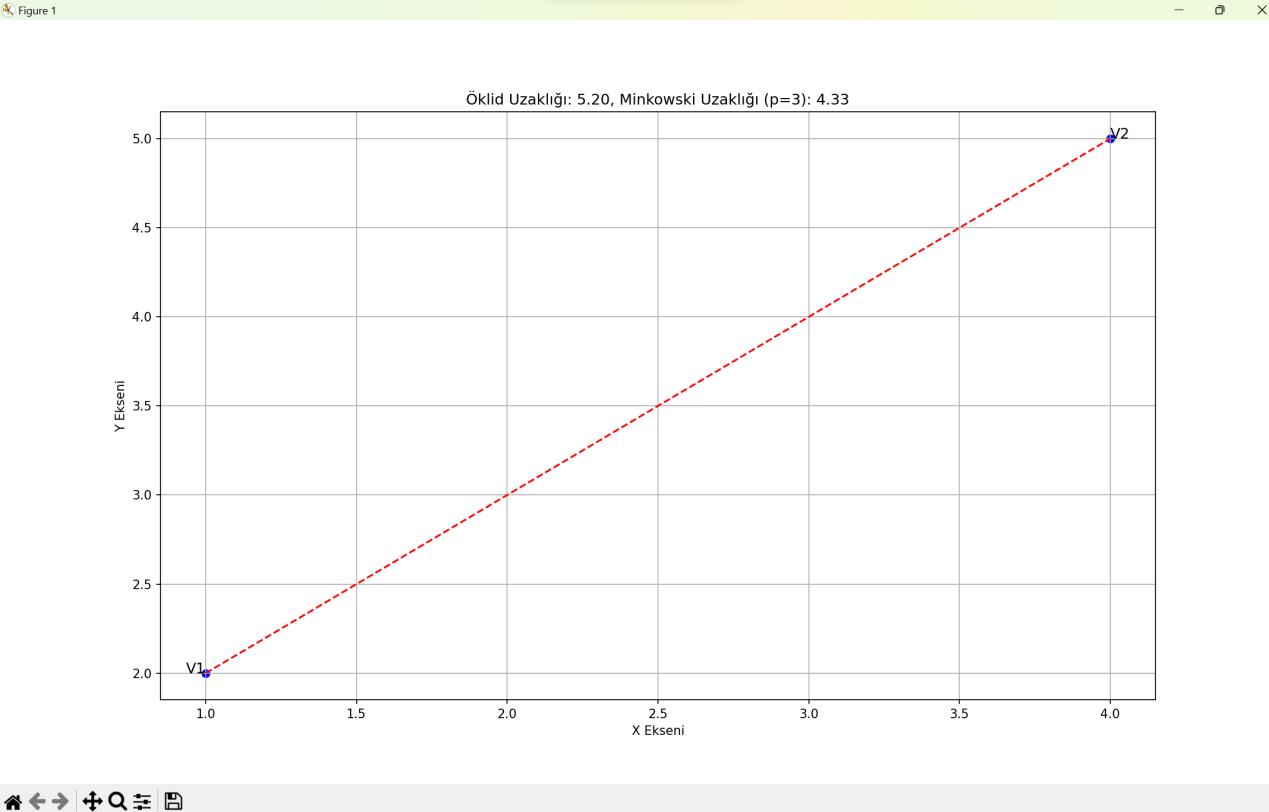 Figure 1
Öklid Uzaklığı: 5.20, Minkowski Uzaklığı (p=3): 4.33
5.0
V2
4.5
4.0
3.5
Y Ekseni
3.0
2.5
V1
2.0
1.0 1.5 2.0 2.5 3.0 3.5 4.0
X Ekseni